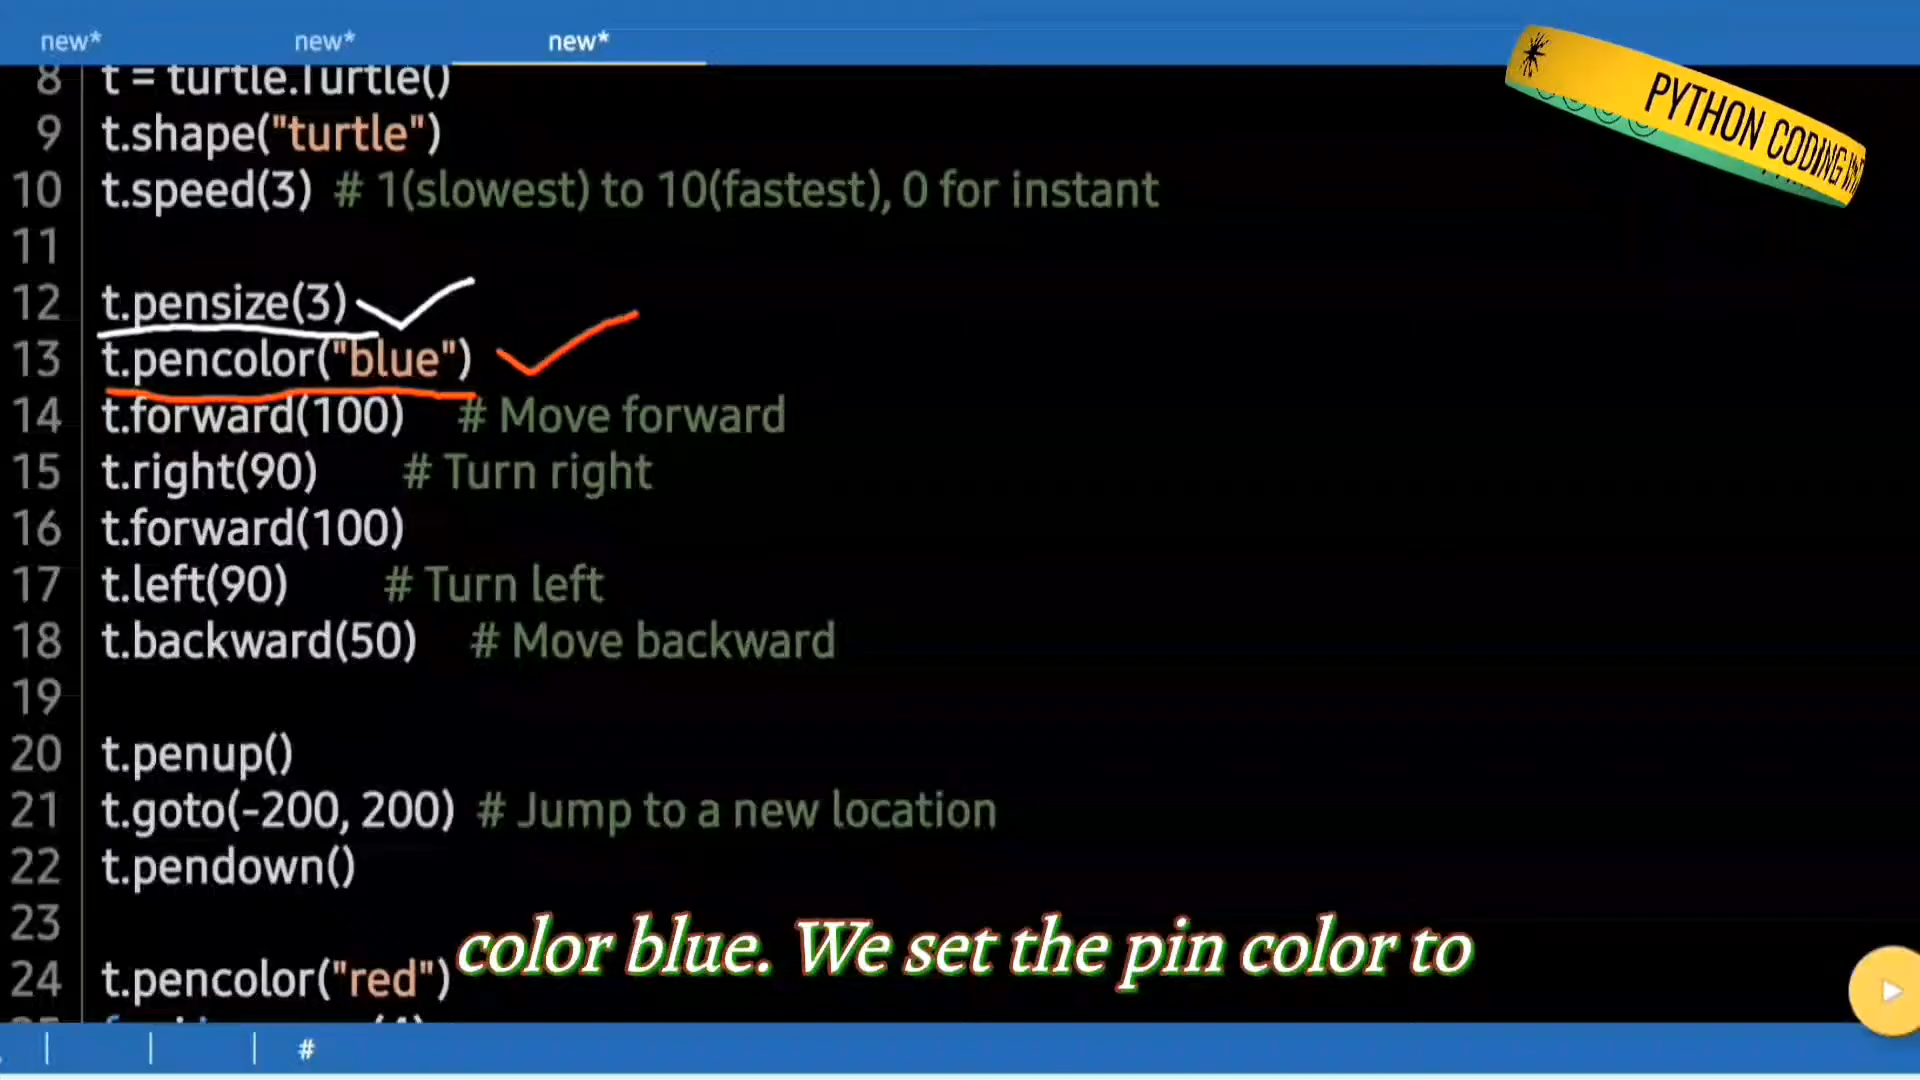 new* new* new*
PYTHON CODING
8 t = turtle.Turtle()
9 t.shape("turtle")
10 t.speed(3) # 1(slowest) to 10(fastest), 0 for instant
11
12 t.pensize(3)
13 t.pencolor("blue")
14 t.forward(100) # Move forward
15 t.right(90) # Turn right
16 t.forward(100)
17 t.left(90) # Turn left
18 t.backward(50) # Move backward
19
20 t.penup()
21 t.goto(-200, 200) # Jump to a new location
22 t.pendown()
23
color blue. We set the pin color to
24 t.pencolor("red")
#